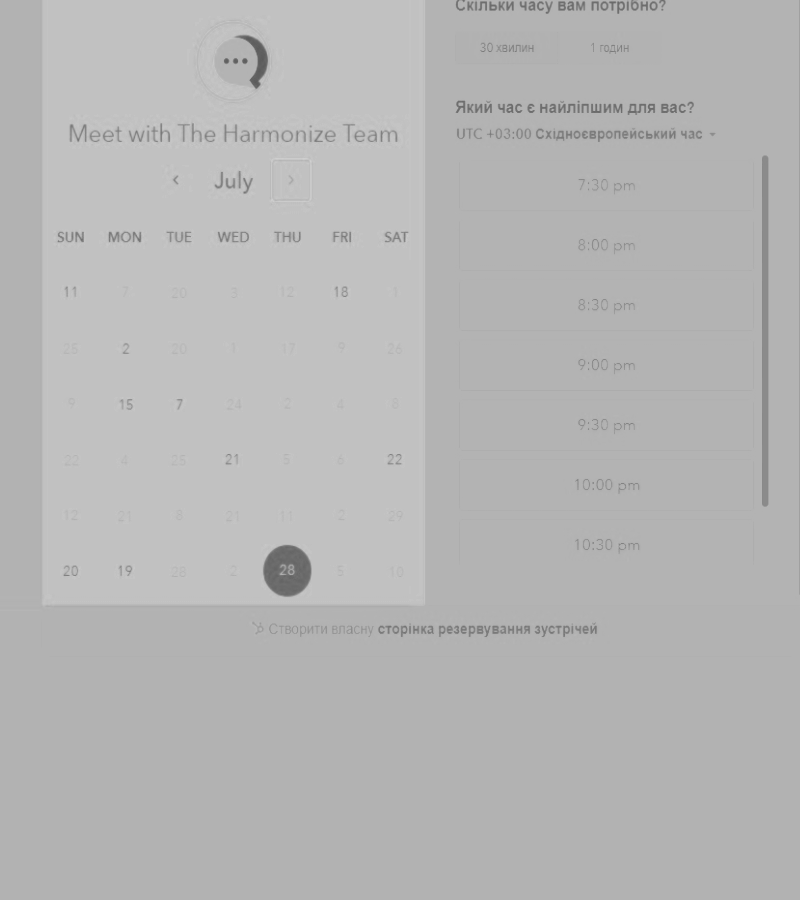 Скільки часу вам потрібно?
30 хвилин 1 годин
Meet with The Harmonize Team
Який час є найліпшим для вас?
UTC +03:00 Східноєвропейський час
July
7:30 pm
8:00 pm
8:30 pm
9:00 pm
9:30 pm
10:00 pm
10:30 pm
SUN MON TUE WED THU FRI SAT
11 7 20 3 12 18
25 2 20 1 17 9 26
9 15 7 24 2 4 8
22 4 25 21 5 6 22
12 21 8 21 11 2 29
20 19 28 2 28 5 10
Створити власну сторінка резервування зустрічей